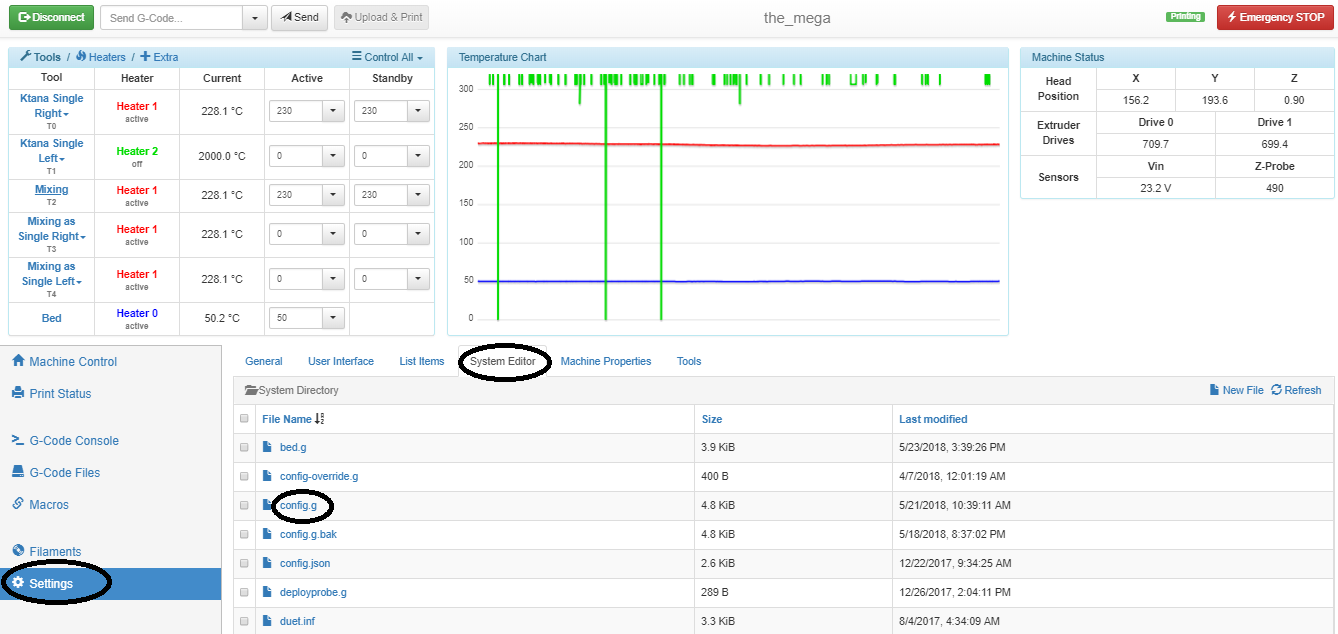 Disconnect Send G-Code... Send Upload & Print the_mega Printing Emergency STOP
Tools / Heaters / Extra Control All
Tool Heater Current Active Standby
Ktana Single Right T0 Heater 1 active 228.1 °C 230 230
Ktana Single Left T1 Heater 2 off 2000.0 °C 0 0
Mixing T2 Heater 1 active 228.1 °C 230 230
Mixing as Single Right T3 Heater 1 active 228.1 °C 0 0
Mixing as Single Left T4 Heater 1 active 228.1 °C 0 0
Bed Heater 0 active 50.2 °C 50
Temperature Chart
300
250
200
150
100
50
0
Machine Status
Head Position X Y Z
156.2 193.6 0.90
Extruder Drives Drive 0 Drive 1
709.7 699.4
Sensors Vin Z-Probe
23.2 V 490
Machine Control
Print Status
G-Code Console
G-Code Files
Macros
Filaments
Settings
General User Interface List Items System Editor Machine Properties Tools
System Directory New File Refresh
File Name Size Last modified
bed.g 3.9 KiB 5/23/2018, 3:39:26 PM
config-override.g 400 B 4/7/2018, 12:01:19 AM
config.g 4.8 KiB 5/21/2018, 10:39:11 AM
config.g.bak 4.8 KiB 5/18/2018, 8:37:02 PM
config.json 2.6 KiB 12/22/2017, 9:34:25 AM
deployprobe.g 289 B 12/26/2017, 2:04:11 PM
duet.inf 3.3 KiB 8/4/2017, 4:34:09 AM